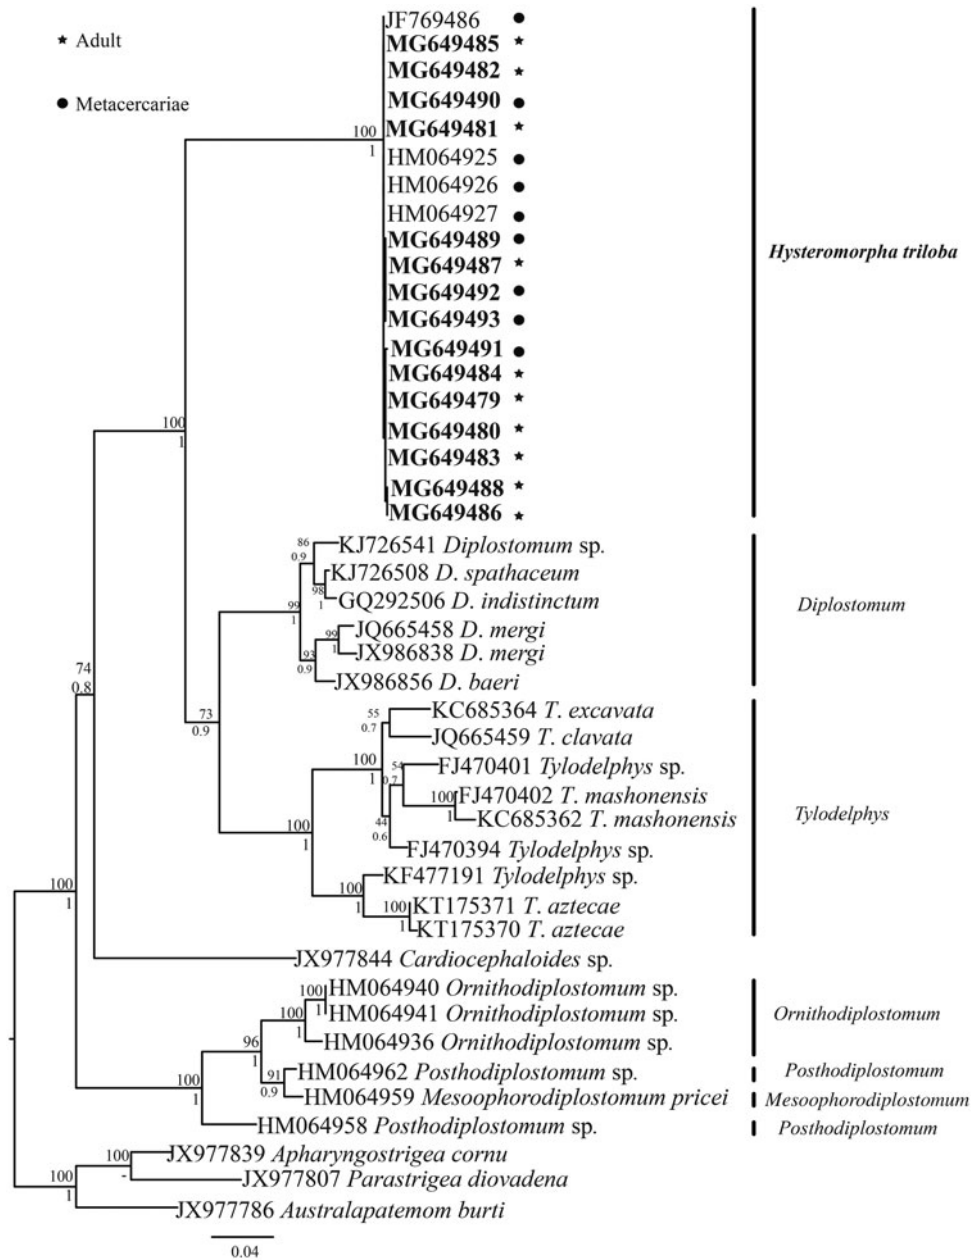 ★ Adult
● Metacercariae
JF769486 ●
MG649485 ★
MG649482 ★
MG649490 ●
MG649481 ★
HM064925 ●
HM064926 ●
HM064927 ●
MG649489 ●
MG649487 ★
MG649492 ●
MG649493 ●
MG649491 ●
MG649484 ★
MG649479 ★
MG649480 ★
MG649483 ★
MG649488 ★
MG649486 ★
100
1
Hysteromorpha triloba
100
1
KJ726541 Diplostomum sp.
KJ726508 D. spathaceum
GQ292506 D. indistinctum
JQ665458 D. mergi
JX986838 D. mergi
JX986856 D. baeri
86
0.9
98
1
99
1
99
1
93
0.9
Diplostomum
74
0.8
73
0.9
KC685364 T. excavata
JQ665459 T. clavata
FJ470401 Tylodelphys sp.
FJ470402 T. mashonensis
KC685362 T. mashonensis
FJ470394 Tylodelphys sp.
KF477191 Tylodelphys sp.
KT175371 T. aztecae
KT175370 T. aztecae
55
0.7
100
1
54
0.7
100
1
44
0.6
100
1
100
1
100
1
Tylodelphys
100
1
JX977844 Cardiocephaloides sp.
HM064940 Ornithodiplostomum sp.
HM064941 Ornithodiplostomum sp.
HM064936 Ornithodiplostomum sp.
100
1
100
1
Ornithodiplostomum
96
1
HM064962 Posthodiplostomum sp.
Posthodiplostomum
91
0.9
HM064959 Mesoophorodiplostomum pricei
Mesoophorodiplostomum
100
1
HM064958 Posthodiplostomum sp.
Posthodiplostomum
JX977839 Apharyngostrigea cornu
100
-
JX977807 Parastrigea diovadena
100
1
JX977786 Australapatemom burti
0.04